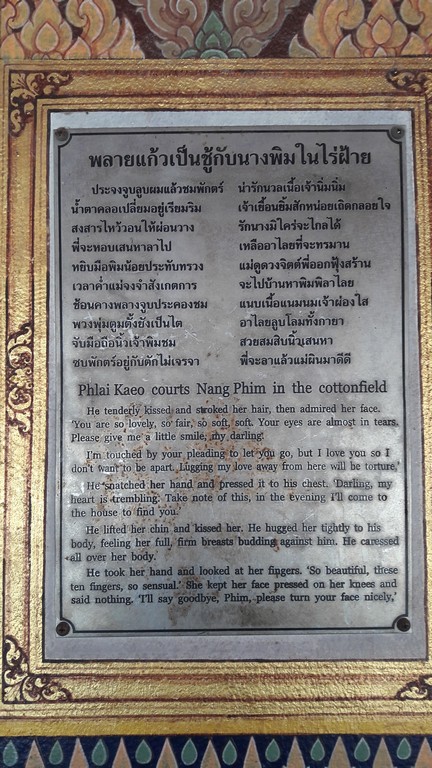 พลายแก้วเป็นชู้กับนางพิมในไร่ฝ้าย
ประจงจูบลูบผมแล้วชมพักตร์ น่ารักนวลเนื้อเจ้านิ่มนิ่ม
น้ำตาคลอเปี่ยมอยู่เรียมริม เจ้าเยื้อนยิ้มสักหน่อยเถิดกลอยใจ
สงสารไหว้วอนให้ผ่อนวาง รักนางมิใคร่จะไกลได้
พี่จะหอบเสน่หาลาไป เหลืออาลัยที่จะทรมาน
หยิบมือพิมน้อยประทับทรวง แม่ดูดวงจิตต์พี่ออกฟุ้งสร้าน
เวลาค่ำแม่จงจำสังเกตการ จะไปบ้านหาพิมพิลาไลย
ช้อนคางพลางจูบประคองชม แนบเนื้อแนมนมเจ้าผ่องใส
พวงพุ่มตูมตั้งยังเป็นไต อาไลยลูบโลมทั้งกายา
จับมือถือนิ้วเจ้าพิมชม สวยสมสิบนิ้วเสนหา
ซบพักตร์อยู่กับตักไม่เจรจา พี่จะลาแล้วแม่ผินมาดีดี
Phlai Kaeo courts Nang Phim in the cottonfield
He tenderly kissed and stroked her hair, then admired her face.
'You are so lovely, so fair, so soft, soft. Your eyes are almost in tears.
Please give me a little smile, my darling.'
I'm touched by your pleading to let you go, but I love you so I
don't want to be apart. Lugging my love away from here will be torture,'
He snatched her hand and pressed it to his chest. 'Darling, my
heart is trembling. Take note of this, in the evening I'll come to
the house to find you.'
He lifted her chin and kissed her. He hugged her tightly to his
body, feeling her full, firm breasts budding against him. He caressed
all over her body.
He took her hand and looked at her fingers. 'So beautiful, these
ten fingers, so sensual.' She kept her face pressed on her knees and
said nothing. 'I'll say goodbye, Phim, please turn your face nicely,'